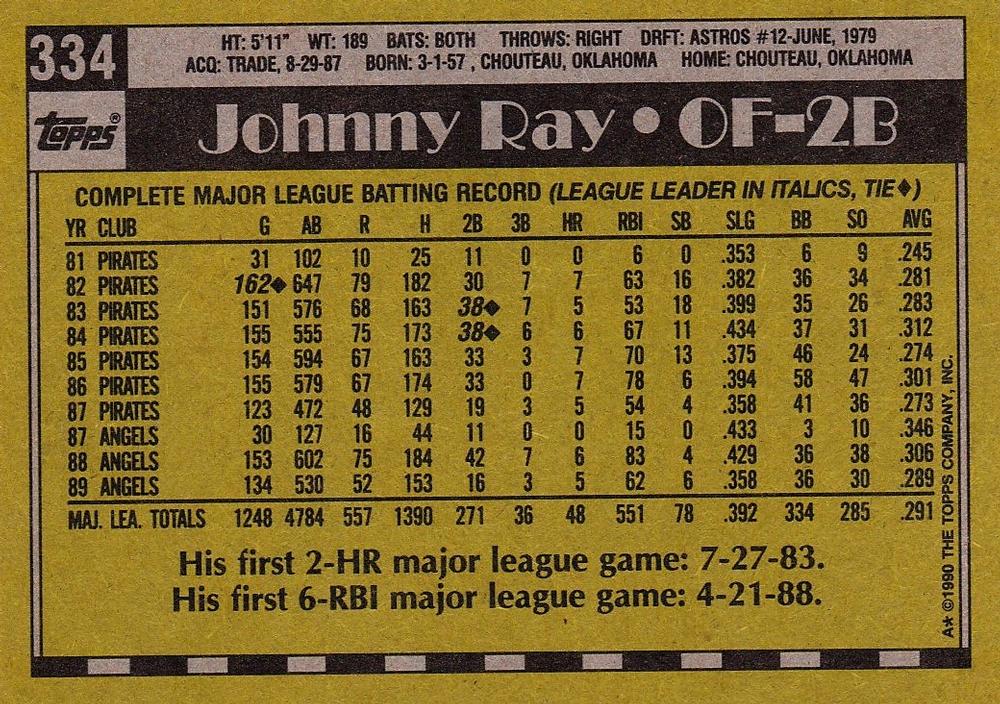 334
HT: 5'11" WT: 189 BATS: BOTH THROWS: RIGHT DRFT: ASTROS #12-JUNE, 1979
ACQ: TRADE, 8-29-87 BORN: 3-1-57 , CHOUTEAU, OKLAHOMA HOME: CHOUTEAU, OKLAHOMA
TOPPS®
Johnny Ray • OF-2B
COMPLETE MAJOR LEAGUE BATTING RECORD (LEAGUE LEADER IN ITALICS, TIE♦)
YR CLUB G AB R H 2B 3B HR RBI SB SLG BB SO AVG
81 PIRATES 31 102 10 25 11 0 0 6 0 .353 6 9 .245
82 PIRATES 162♦ 647 79 182 30 7 7 63 16 .382 36 34 .281
83 PIRATES 151 576 68 163 38♦ 7 5 53 18 .399 35 26 .283
84 PIRATES 155 555 75 173 38♦ 6 6 67 11 .434 37 31 .312
85 PIRATES 154 594 67 163 33 3 7 70 13 .375 46 24 .274
86 PIRATES 155 579 67 174 33 0 7 78 6 .394 58 47 .301
87 PIRATES 123 472 48 129 19 3 5 54 4 .358 41 36 .273
87 ANGELS 30 127 16 44 11 0 0 15 0 .433 3 10 .346
88 ANGELS 153 602 75 184 42 7 6 83 4 .429 36 38 .306
89 ANGELS 134 530 52 153 16 3 5 62 6 .358 36 30 .289
MAJ. LEA. TOTALS 1248 4784 557 1390 271 36 48 551 78 .392 334 285 .291
His first 2-HR major league game: 7-27-83.
His first 6-RBI major league game: 4-21-88.
A* ©1990 THE TOPPS COMPANY, INC.